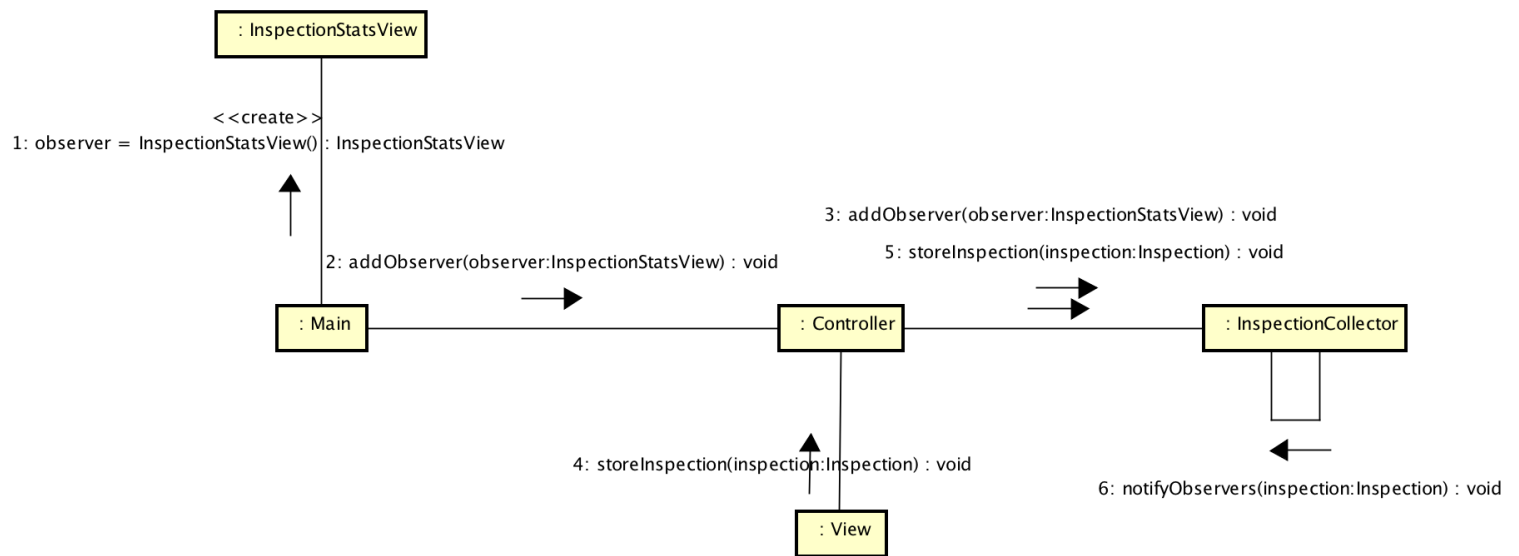 : InspectionStatsView
<<create>>
1: observer = InspectionStatsView() : InspectionStatsView
3: addObserver(observer:InspectionStatsView) : void
5: storeInspection(inspection:Inspection) : void
2: addObserver(observer:InspectionStatsView) : void
: Main
: Controller
: InspectionCollector
4: storeInspection(inspection:Inspection) : void
6: notifyObservers(inspection:Inspection) : void
: View